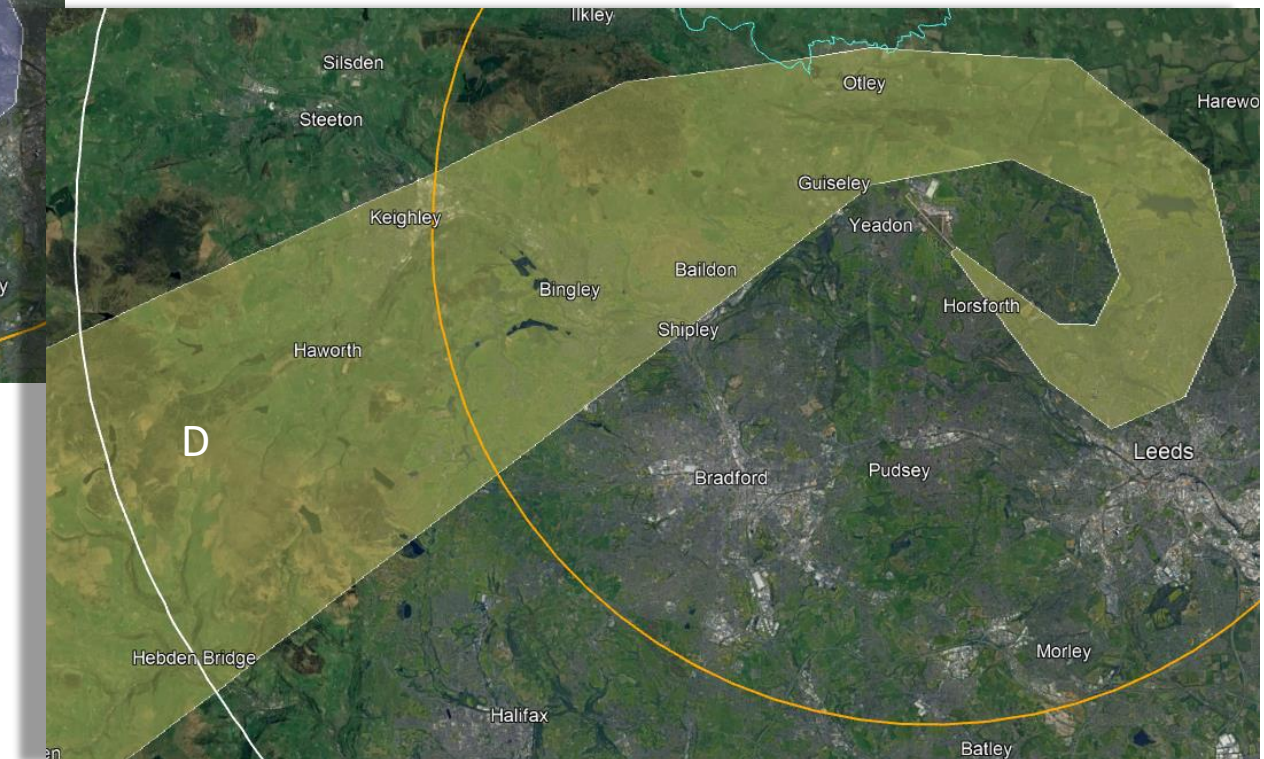 Ilkley
Silsden
Otley
Harewo
Steeton
Guiseley
Keighley
Yeadon
Baildon
y
Bingley
Horsforth
Shipley
Haworth
D
Leeds
Pudsey
Bradford
Morley
Hebden Bridge
Halifax
Batley
en